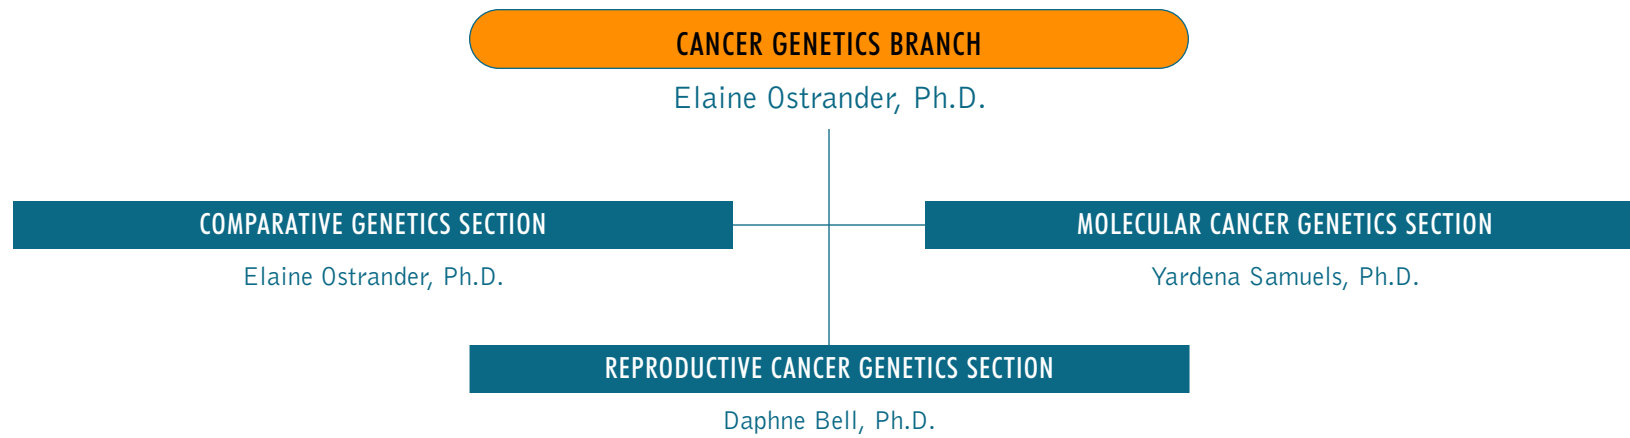 CANCER GENETICS BRANCH
Elaine Ostrander, Ph.D.
COMPARATIVE GENETICS SECTION
Elaine Ostrander, Ph.D.
MOLECULAR CANCER GENETICS SECTION
Yardena Samuels, Ph.D.
REPRODUCTIVE CANCER GENETICS SECTION
Daphne Bell, Ph.D.